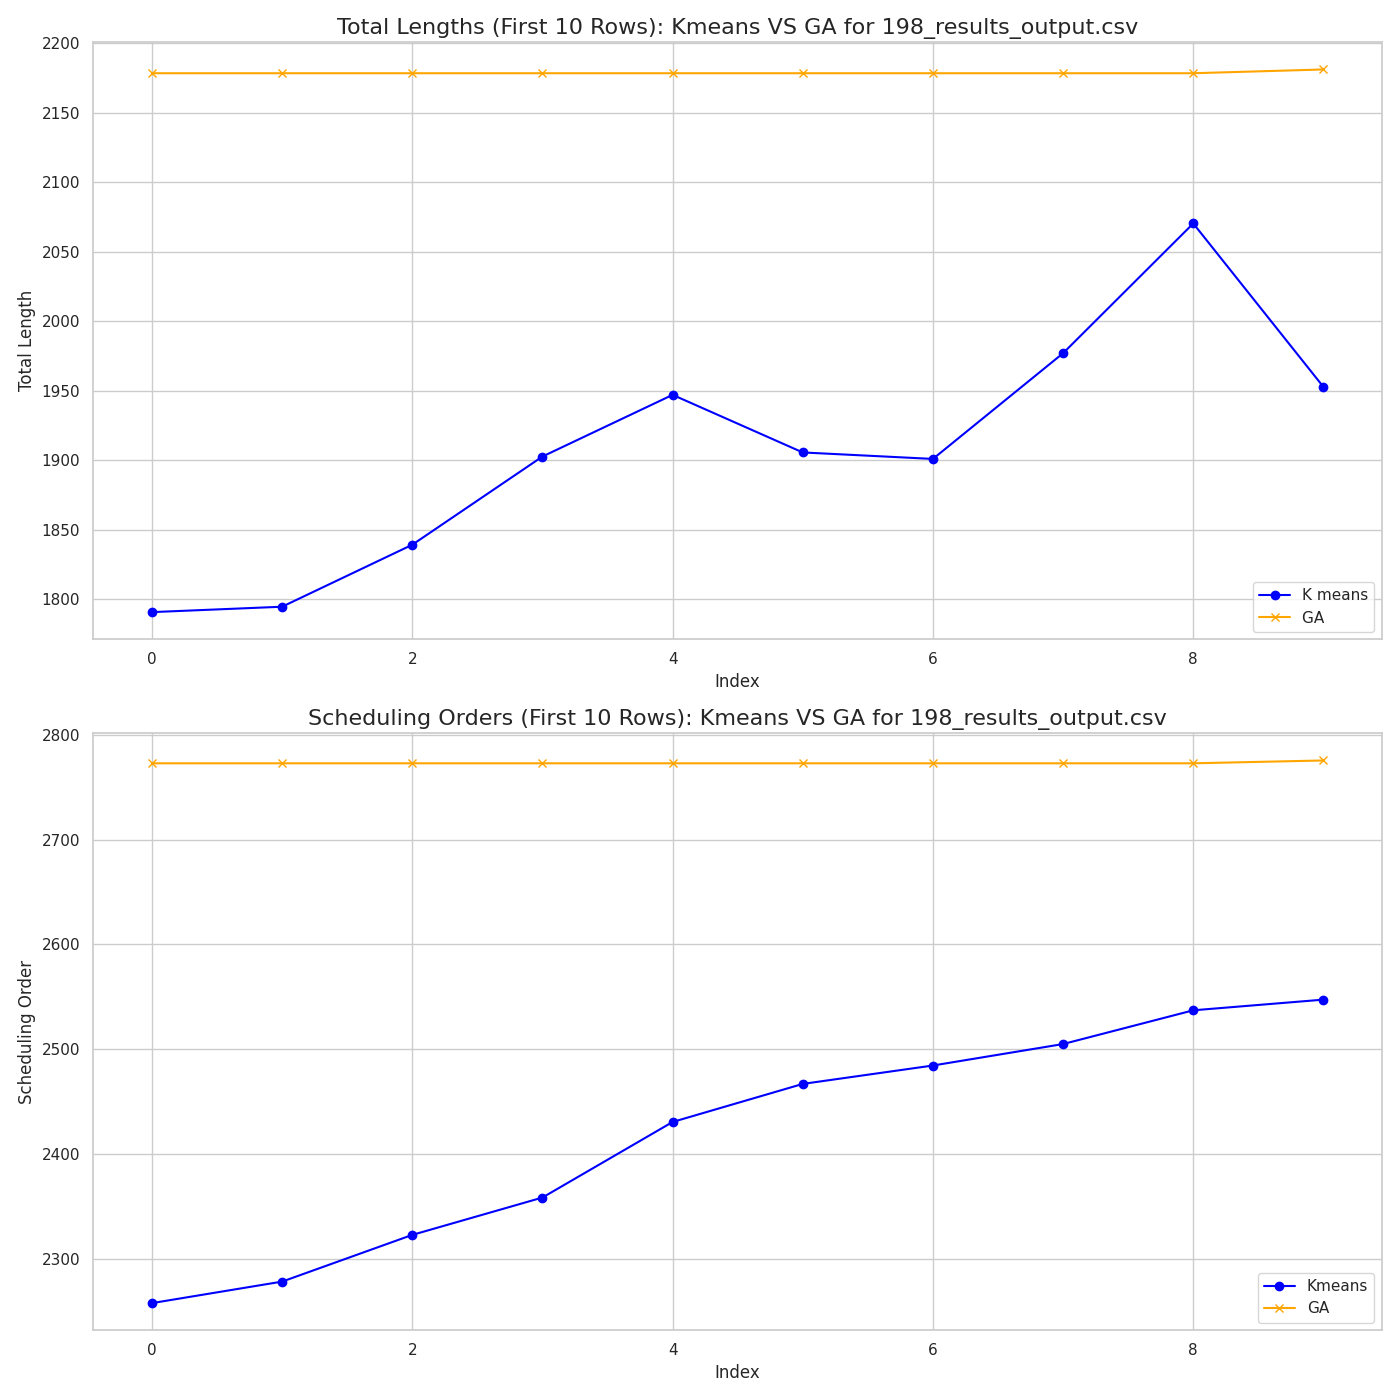 Total Lengths (First 10 Rows): Kmeans VS GA for 198_results_output.csv
2200
2150
2100
2050
2000
1950
1900
1850
1800
Total Length
K means
GA
0 2 4 6 8
Index
Scheduling Orders (First 10 Rows): Kmeans VS GA for 198_results_output.csv
2800
2700
2600
2500
2400
2300
Scheduling Order
Kmeans
GA
0 2 4 6 8
Index